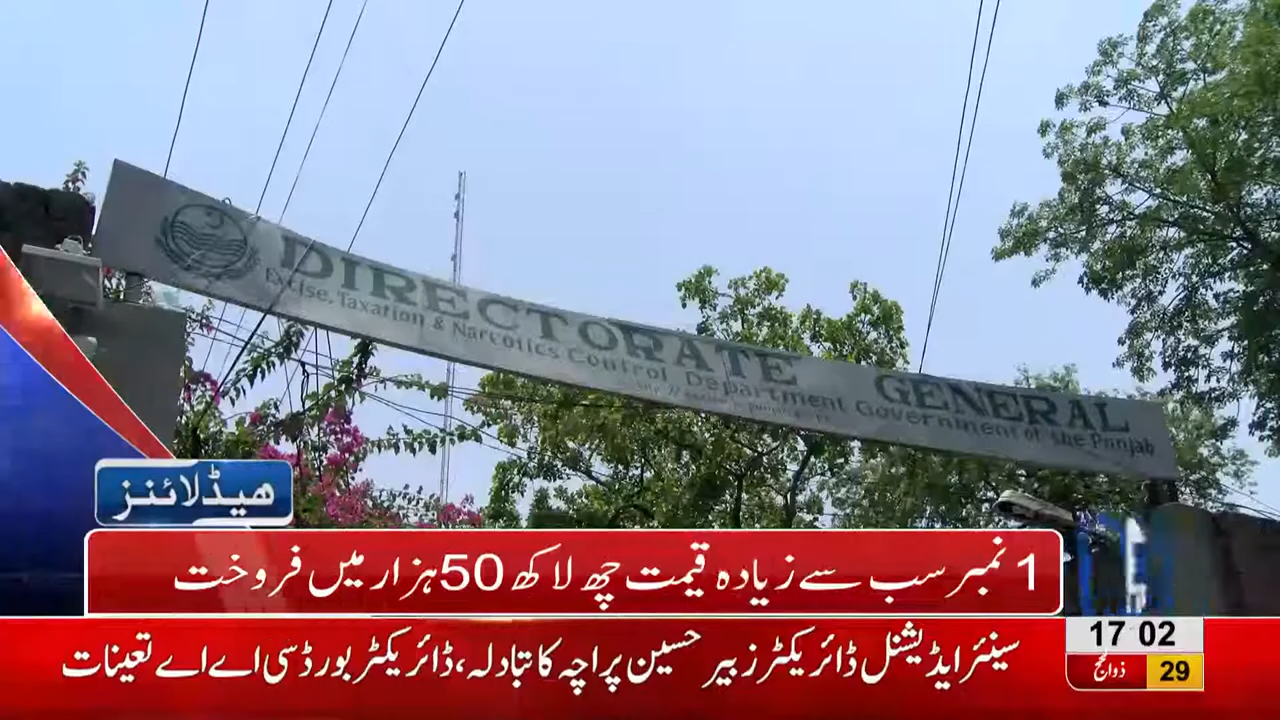 DIRECTORATE GENERAL
Excise, Taxation & Narcotics Control Department Government of the Punjab
ھیڈلائنز
1 نمبر سب سے زیادہ قیمت چھ لاکھ 50 ہزار میں فروخت
سینئر ایڈیشنل ڈائریکٹر زبیر حسین پراچہ کا تبادلہ، ڈائریکٹر بورڈ سی اے اے تعینات
17 02
ذوالحج 29